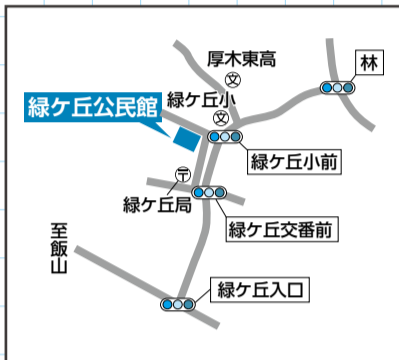 厚木東高
文
林
緑ケ丘公民館
緑ケ丘小
文
緑ケ丘小前
〒
緑ケ丘局
緑ケ丘交番前
至飯山
緑ケ丘入口